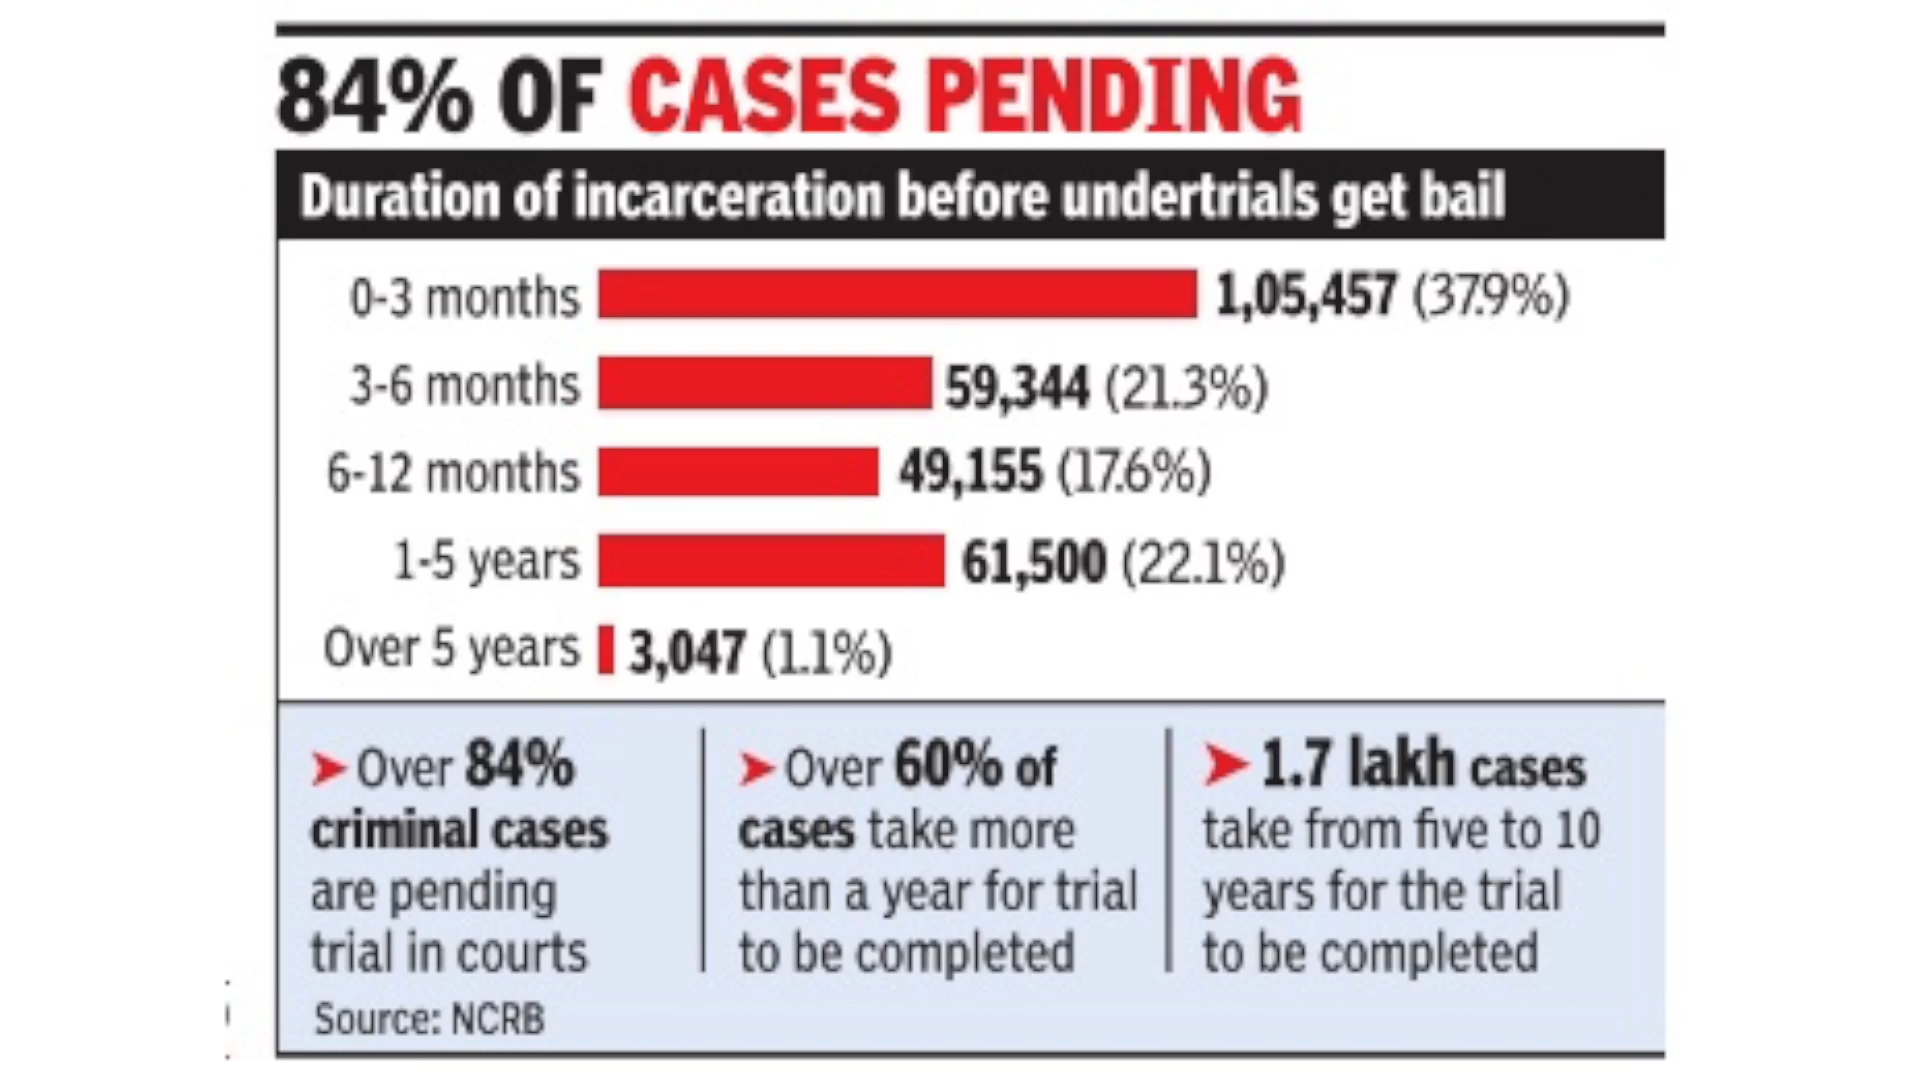 84% OF CASES PENDING
Duration of incarceration before undertrials get bail
0-3 months 1,05,457 (37.9%)
3-6 months 59,344 (21.3%)
6-12 months 49,155 (17.6%)
1-5 years 61,500 (22.1%)
Over 5 years 3,047 (1.1%)
➤ Over 84%
criminal cases
are pending
trial in courts
➤ Over 60% of
cases take more
than a year for trial
to be completed
➤ 1.7 lakh cases
take from five to 10
years for the trial
to be completed
Source: NCRB